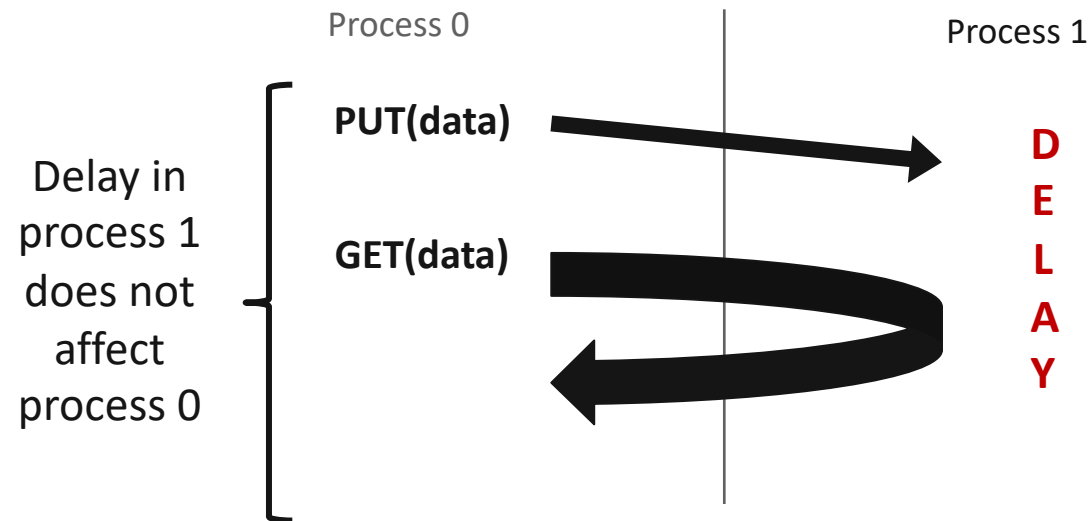 Process 0
Process 1
PUT(data)
GET(data)
Delay in
process 1
does not
affect
process 0
D
E
L
A
Y